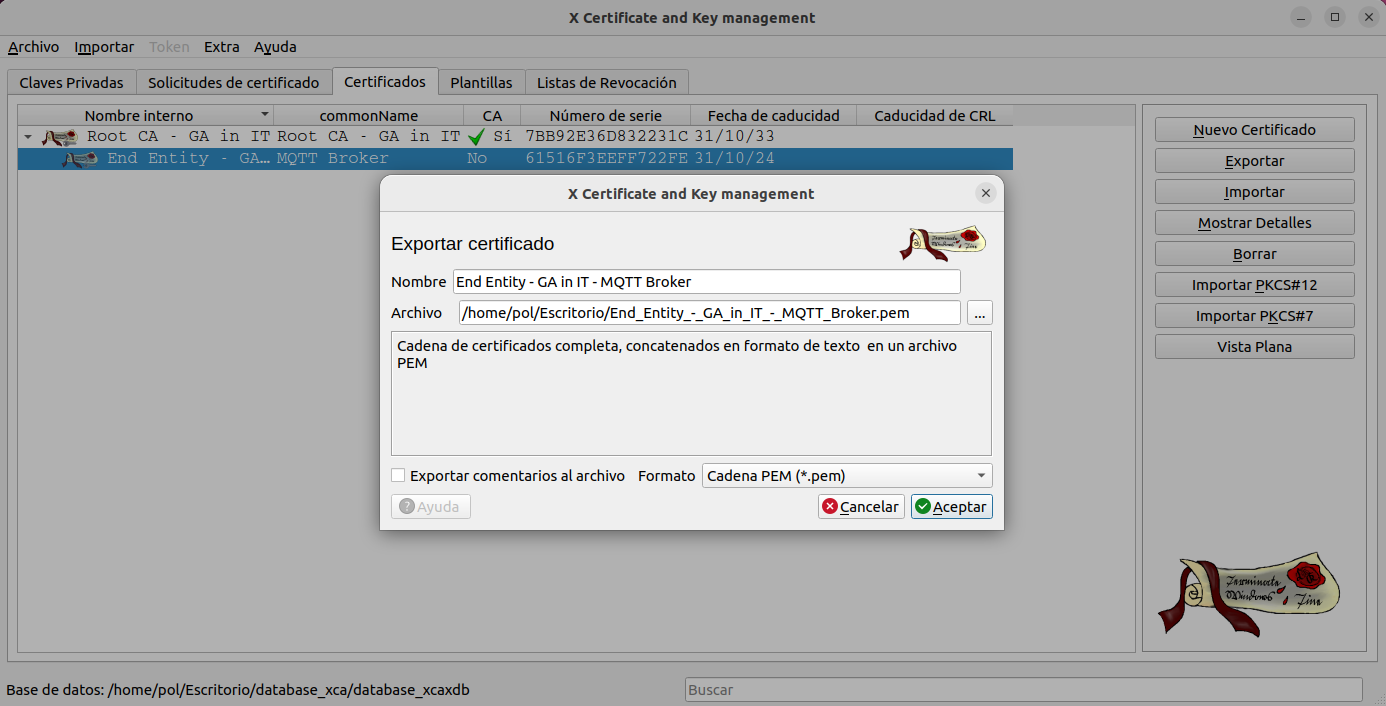 X Certificate and Key management
Archivo Importar Token Extra Ayuda
Claves Privadas Solicitudes de certificado Certificados Plantillas Listas de Revocación
Nombre interno commonName CA Número de serie Fecha de caducidad Caducidad de CRL
Root CA - GA in IT Root CA - GA in IT Sí 7BB92E36D832231C 31/10/33
End Entity - GA... MQTT Broker No 61516F3EEFF722FE 31/10/24
Nuevo Certificado
Exportar
Importar
Mostrar Detalles
Borrar
Importar PKCS#12
Importar PKCS#7
Vista Plana
X Certificate and Key management
Exportar certificado
Nombre End Entity - GA in IT - MQTT Broker
Archivo /home/pol/Escritorio/End_Entity_-_GA_in_IT_-_MQTT_Broker.pem ...
Cadena de certificados completa, concatenados en formato de texto en un archivo
PEM
Exportar comentarios al archivo Formato Cadena PEM (*.pem)
Ayuda Cancelar Aceptar
Base de datos: /home/pol/Escritorio/database_xca/database_xcaxdb Buscar